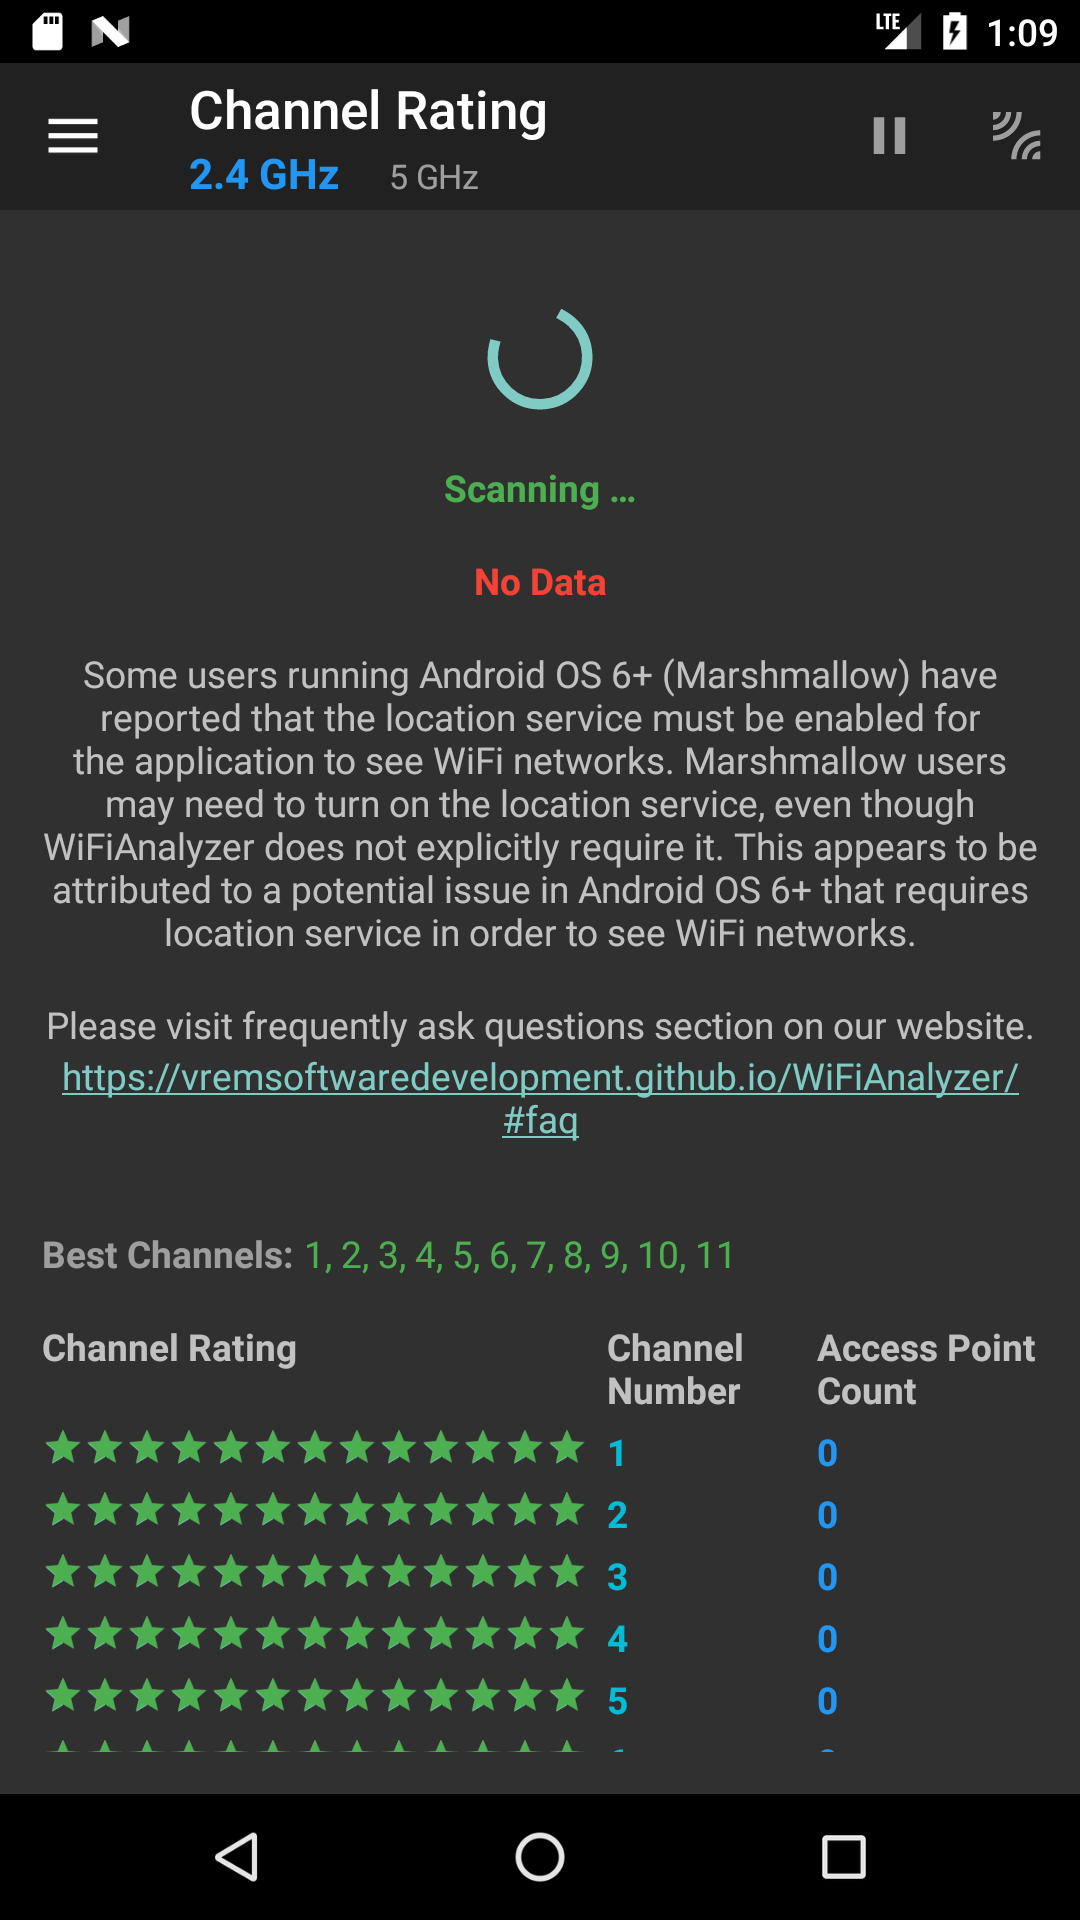 LTE 1:09
Channel Rating
2.4 GHz 5 GHz
Scanning ...
No Data
Some users running Android OS 6+ (Marshmallow) have
reported that the location service must be enabled for
the application to see WiFi networks. Marshmallow users
may need to turn on the location service, even though
WiFiAnalyzer does not explicitly require it. This appears to be
attributed to a potential issue in Android OS 6+ that requires
location service in order to see WiFi networks.
Please visit frequently ask questions section on our website.
https://vremsoftwaredevelopment.github.io/WiFiAnalyzer/
#faq
Best Channels: 1, 2, 3, 4, 5, 6, 7, 8, 9, 10, 11
Channel Rating Channel Access Point
Number Count
1 0
2 0
3 0
4 0
5 0